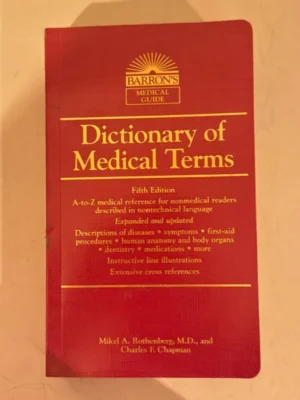 BARRON'S
MEDICAL
GUIDE
Dictionary of
Medical Terms
Fifth Edition
A-to-Z medical reference for nonmedical readers
described in nontechnical language
Expanded and updated
Descriptions of diseases • symptoms • first-aid
procedures • human anatomy and body organs
• dentistry • medications • more
Instructive line illustrations
Extensive cross references
Mikel A. Rothenberg, M.D., and
Charles F. Chapman